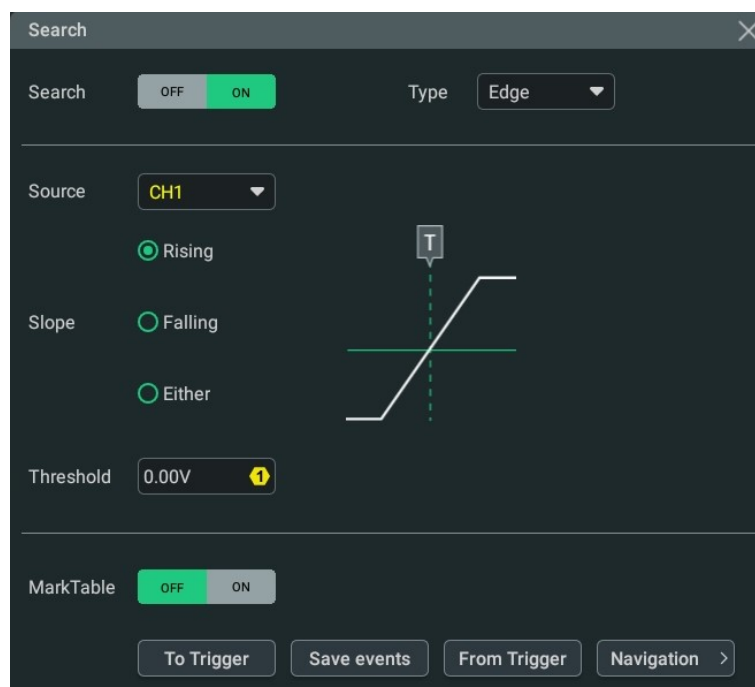 Search
Search OFF ON Type Edge
Source CH1
T
Rising
Slope Falling
Either
Threshold 0.00V 1
MarkTable OFF ON
To Trigger Save events From Trigger Navigation >